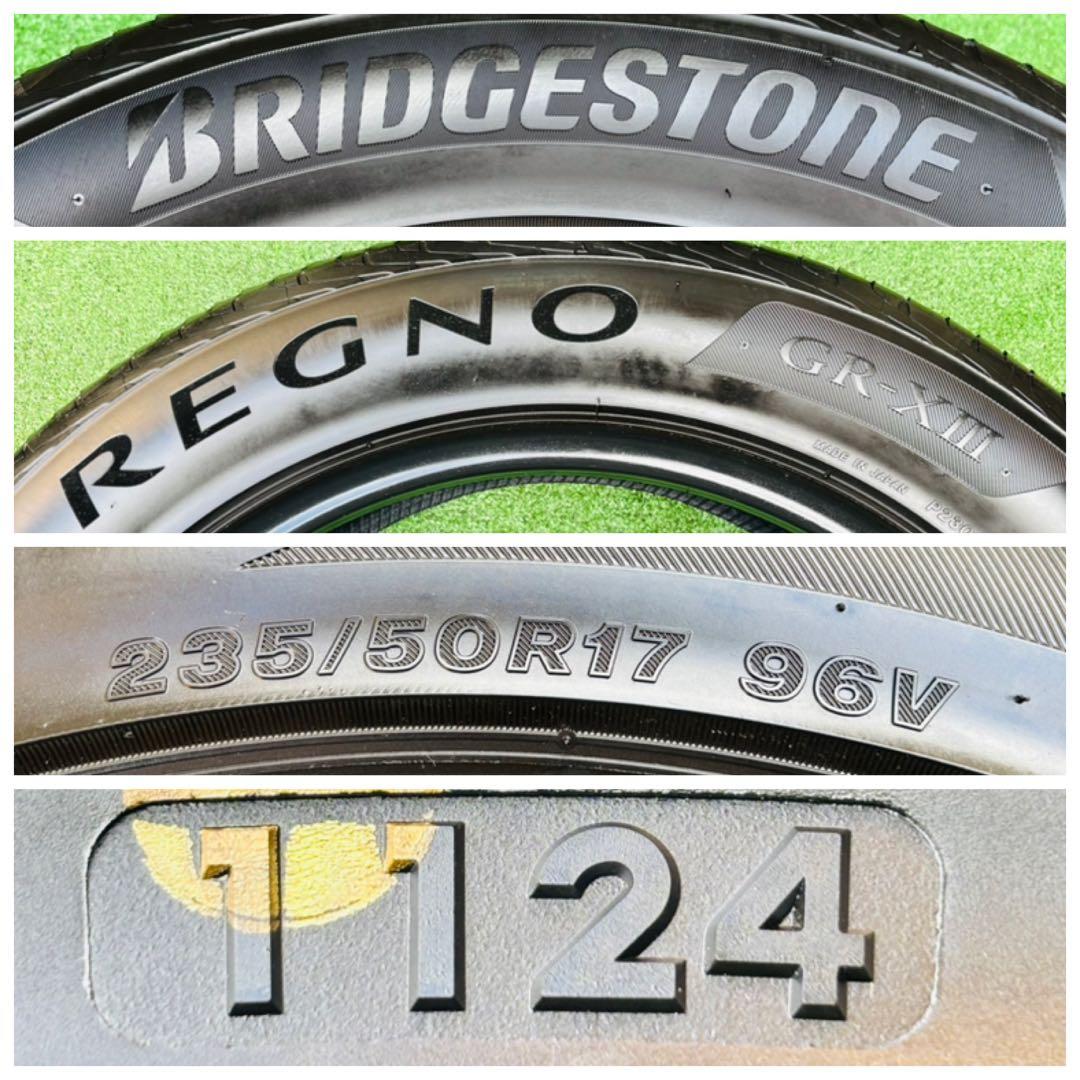 BRIDGESTONE
REGNO
GR-XIII
MADE IN JAPAN
235/50R17 96V
1124